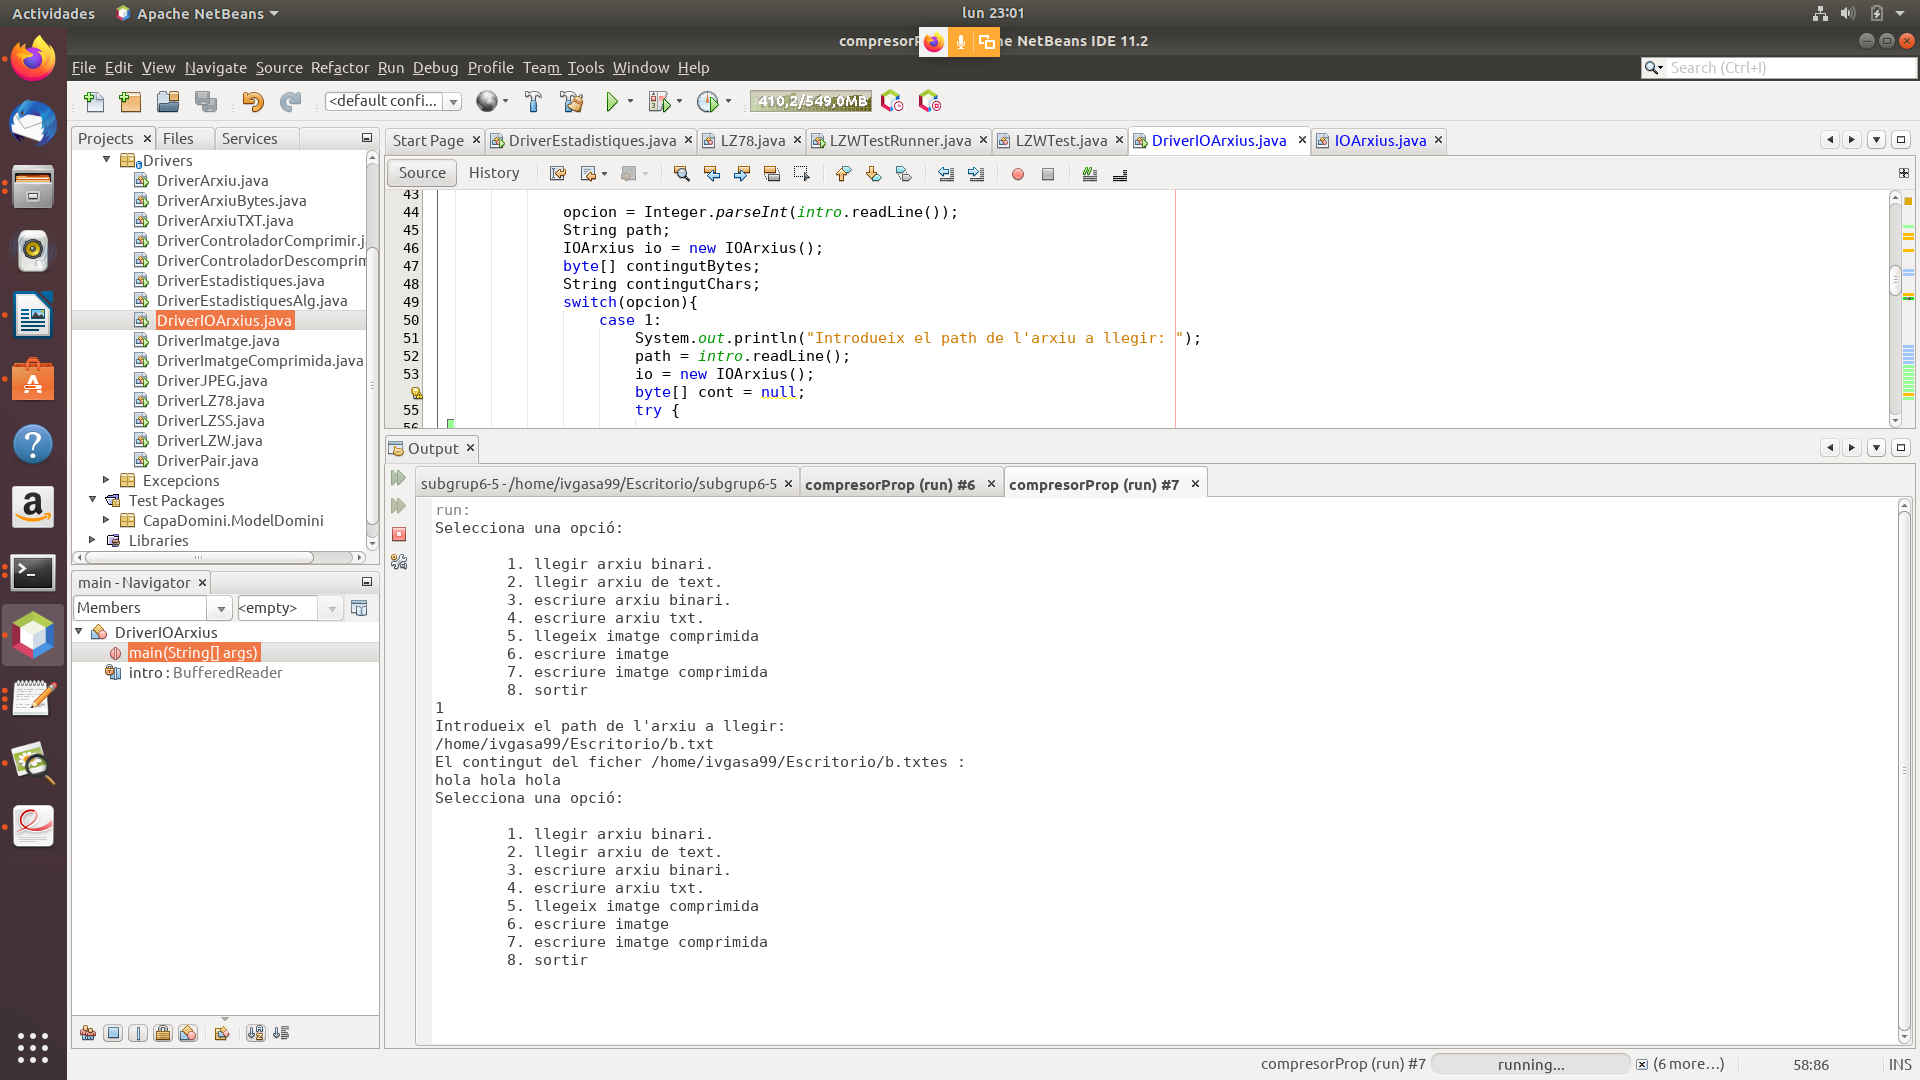 Actividades
Apache NetBeans
lun 23:01
compresorP
he NetBeans IDE 11.2
File Edit View Navigate Source Refactor Run Debug Profile Team Tools Window Help
Search (Ctrl+I)
<default confi...
410,2/549,0MB
Projects
Files
Services
Start Page
DriverEstadistiques.java
LZ78.java
LZWTestRunner.java
LZWTest.java
DriverIOArxius.java
IOArxius.java
Source
History
Drivers
DriverArxiu.java
DriverArxiuBytes.java
DriverArxiuTXT.java
DriverControladorComprimir.j
DriverControladorDescomprim
DriverEstadistiques.java
DriverEstadistiquesAlg.java
DriverIOArxius.java
DriverImatge.java
DriverImatgeComprimida.java
DriverJPEG.java
DriverLZ78.java
DriverLZSS.java
DriverLZW.java
DriverPair.java
Excepcions
Test Packages
CapaDomini.ModelDomini
Libraries
43
44 opcion = Integer.parseInt(intro.readLine());
45 String path;
46 IOArxius io = new IOArxius();
47 byte[] contingutBytes;
48 String contingutChars;
49 switch(opcion){
50 case 1:
51 System.out.println("Introdueix el path de l'arxiu a llegir: ");
52 path = intro.readLine();
53 io = new IOArxius();
byte[] cont = null;
55 try {
56
main - Navigator
Members
<empty>
DriverIOArxius
main(String[] args)
intro : BufferedReader
Output
subgrup6-5 - /home/ivgasa99/Escritorio/subgrup6-5
compresorProp (run) #6
compresorProp (run) #7
run:
Selecciona una opció:
1. llegir arxiu binari.
2. llegir arxiu de text.
3. escriure arxiu binari.
4. escriure arxiu txt.
5. llegeix imatge comprimida
6. escriure imatge
7. escriure imatge comprimida
8. sortir
1
Introdueix el path de l'arxiu a llegir:
/home/ivgasa99/Escritorio/b.txt
El contingut del ficher /home/ivgasa99/Escritorio/b.txtes :
hola hola hola
Selecciona una opció:
1. llegir arxiu binari.
2. llegir arxiu de text.
3. escriure arxiu binari.
4. escriure arxiu txt.
5. llegeix imatge comprimida
6. escriure imatge
7. escriure imatge comprimida
8. sortir
compresorProp (run) #7
running...
(6 more...)
58:86
INS